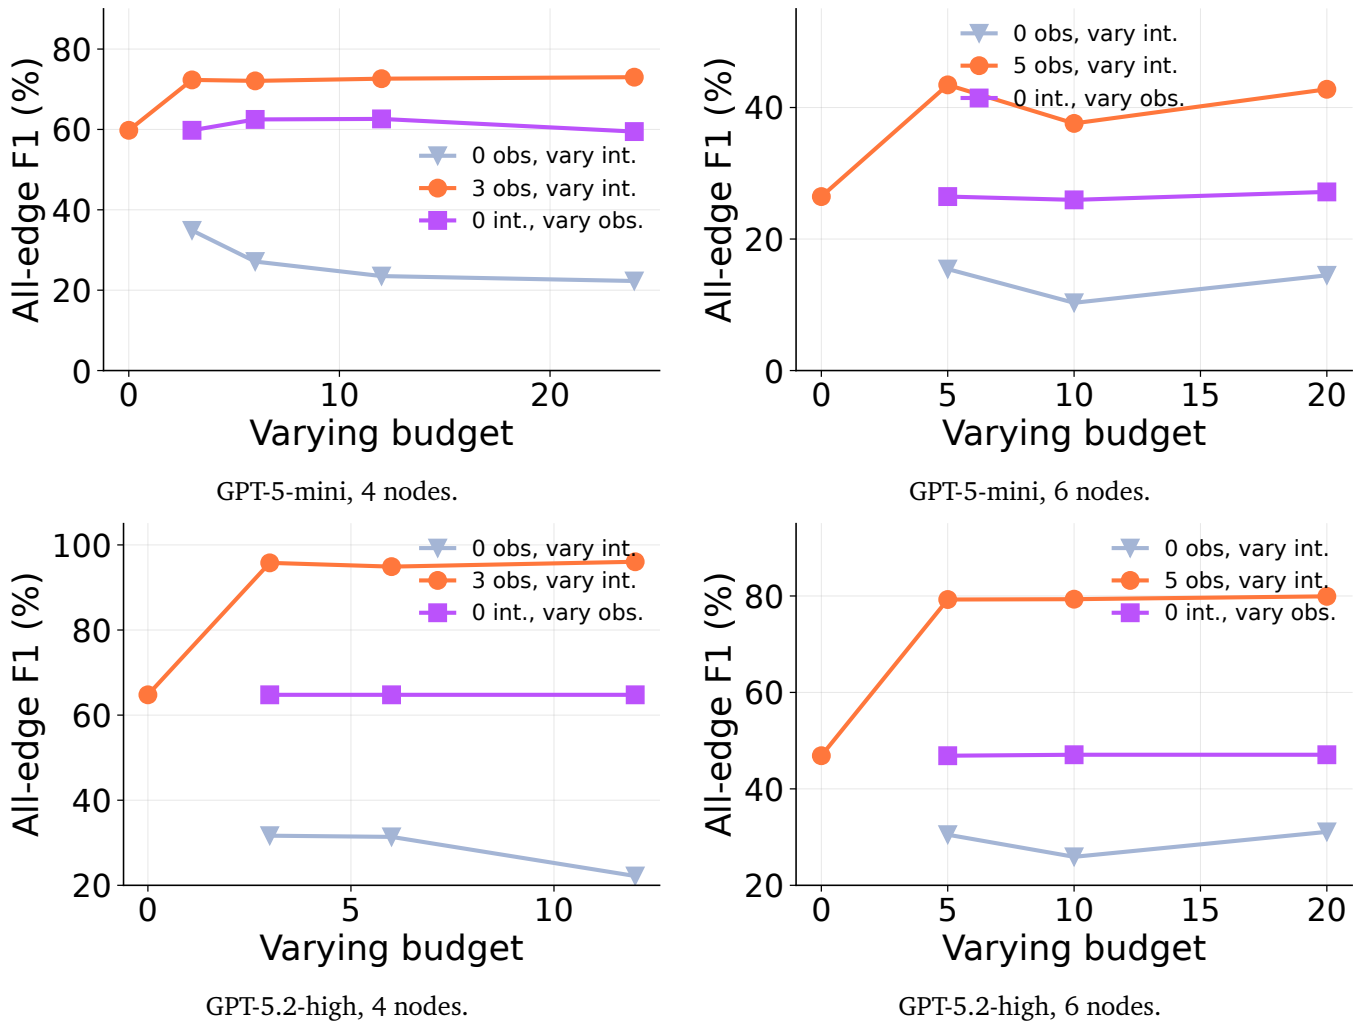 All-edge F1 (%)
80
60
40
20
0
0 obs, vary int.
3 obs, vary int.
0 int., vary obs.
0 10 20
Varying budget
GPT-5-mini, 4 nodes.
All-edge F1 (%)
40
20
0
0 obs, vary int.
5 obs, vary int.
0 int., vary obs.
0 5 10 15 20
Varying budget
GPT-5-mini, 6 nodes.
All-edge F1 (%)
100
80
60
40
20
0 obs, vary int.
3 obs, vary int.
0 int., vary obs.
0 5 10
Varying budget
GPT-5.2-high, 4 nodes.
All-edge F1 (%)
80
60
40
20
0 obs, vary int.
5 obs, vary int.
0 int., vary obs.
0 5 10 15 20
Varying budget
GPT-5.2-high, 6 nodes.